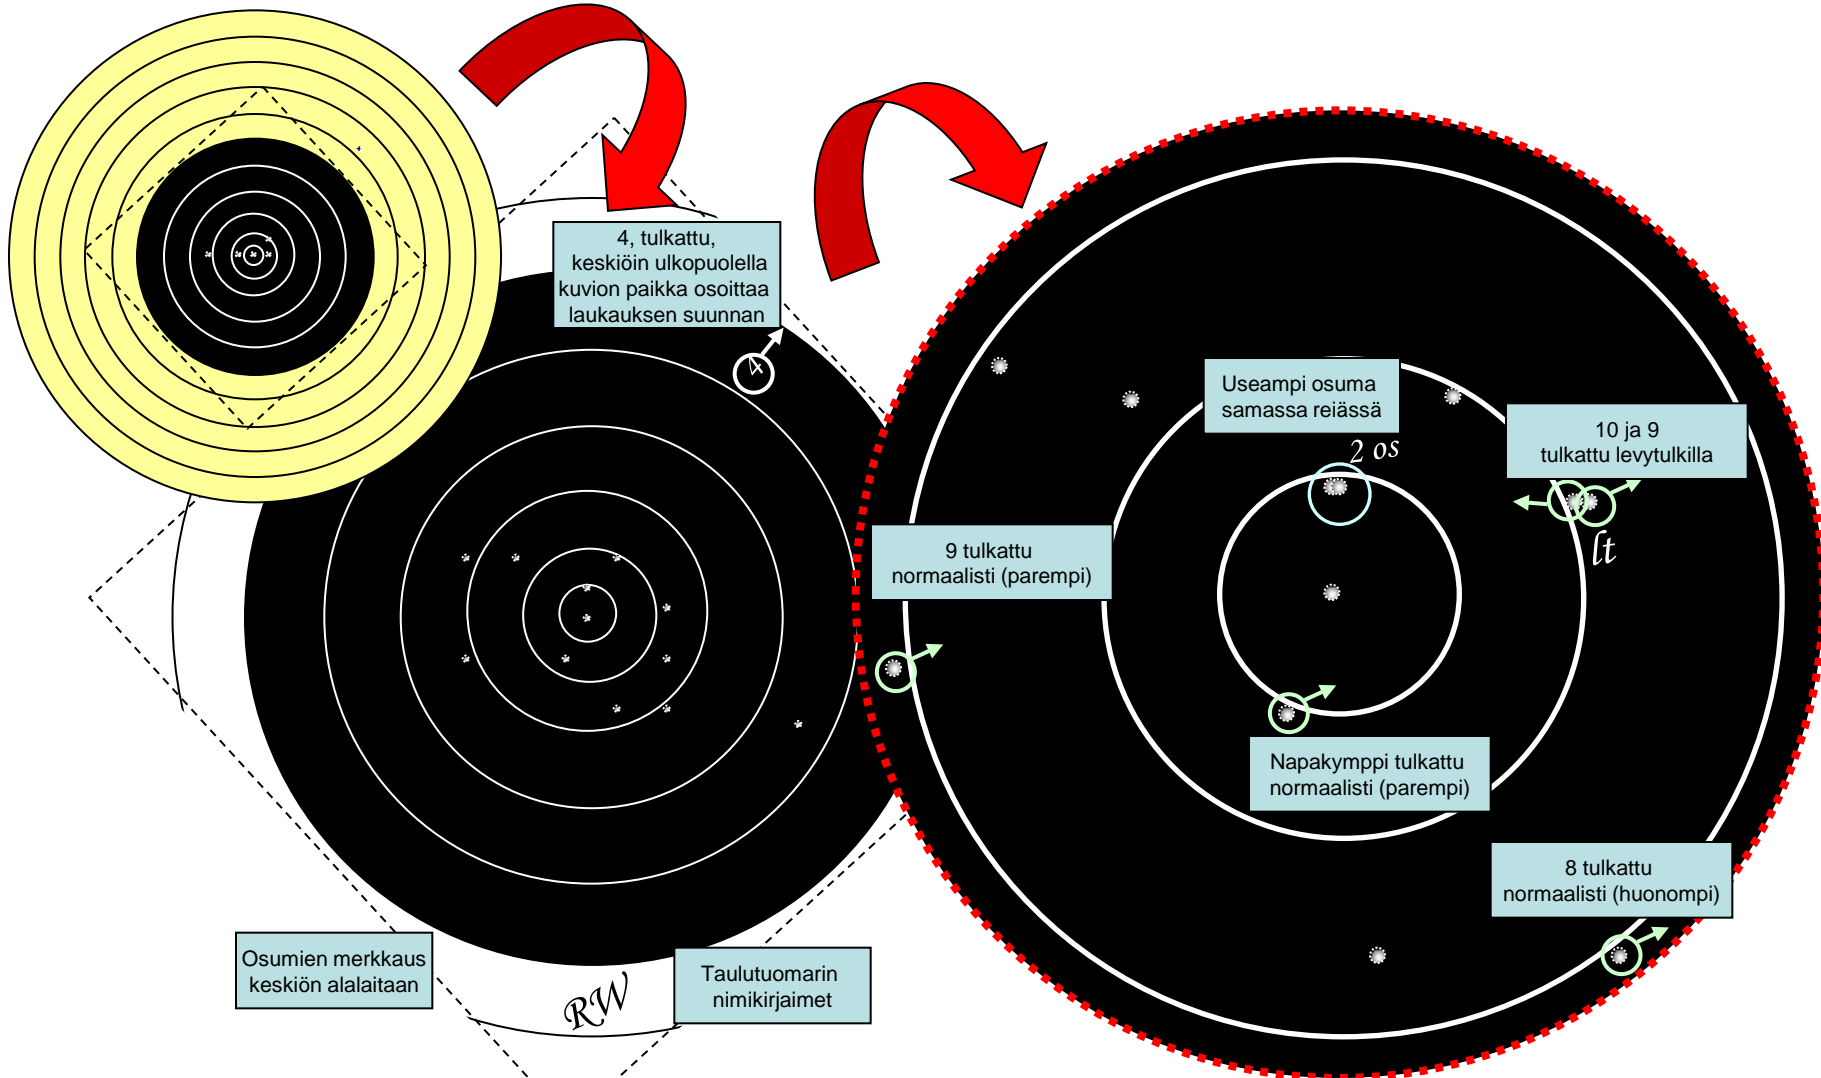 4, tulkattu,
keskiöin ulkopuolella
kuvion paikka osoittaa
laukauksen suunnan
4
Useampi osuma
samassa reiässä
2 os
10 ja 9
tulkattu levytulkilla
lt
9 tulkattu
normaalisti (parempi)
Napakymppi tulkattu
normaalisti (parempi)
8 tulkattu
normaalisti (huonompi)
Osumien merkkaus
keskiön alalaitaan
RW
Taulutuomarin
nimikirjaimet